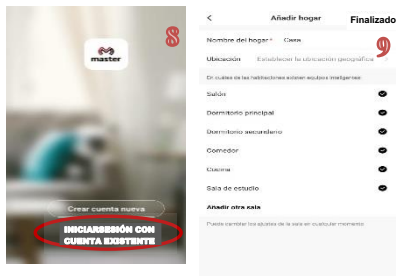 8
master
Crear cuenta nueva
INICIARSESIÓN CON
CUENTA EXISTENTE
< Añadir hogar Finalizado
Nombre del hogar * Casa
9
Ubicación Establecen la ubicación geográfica >
En cuáles de las habitaciones existen equipos inteligentes:
Salón
Dormitorio principal
Dormitorio secundario
Comedor
Cocina
Sala de estudio
Añadir otra sala
Puede cambiar los ajustes de la sala en cualquier momento